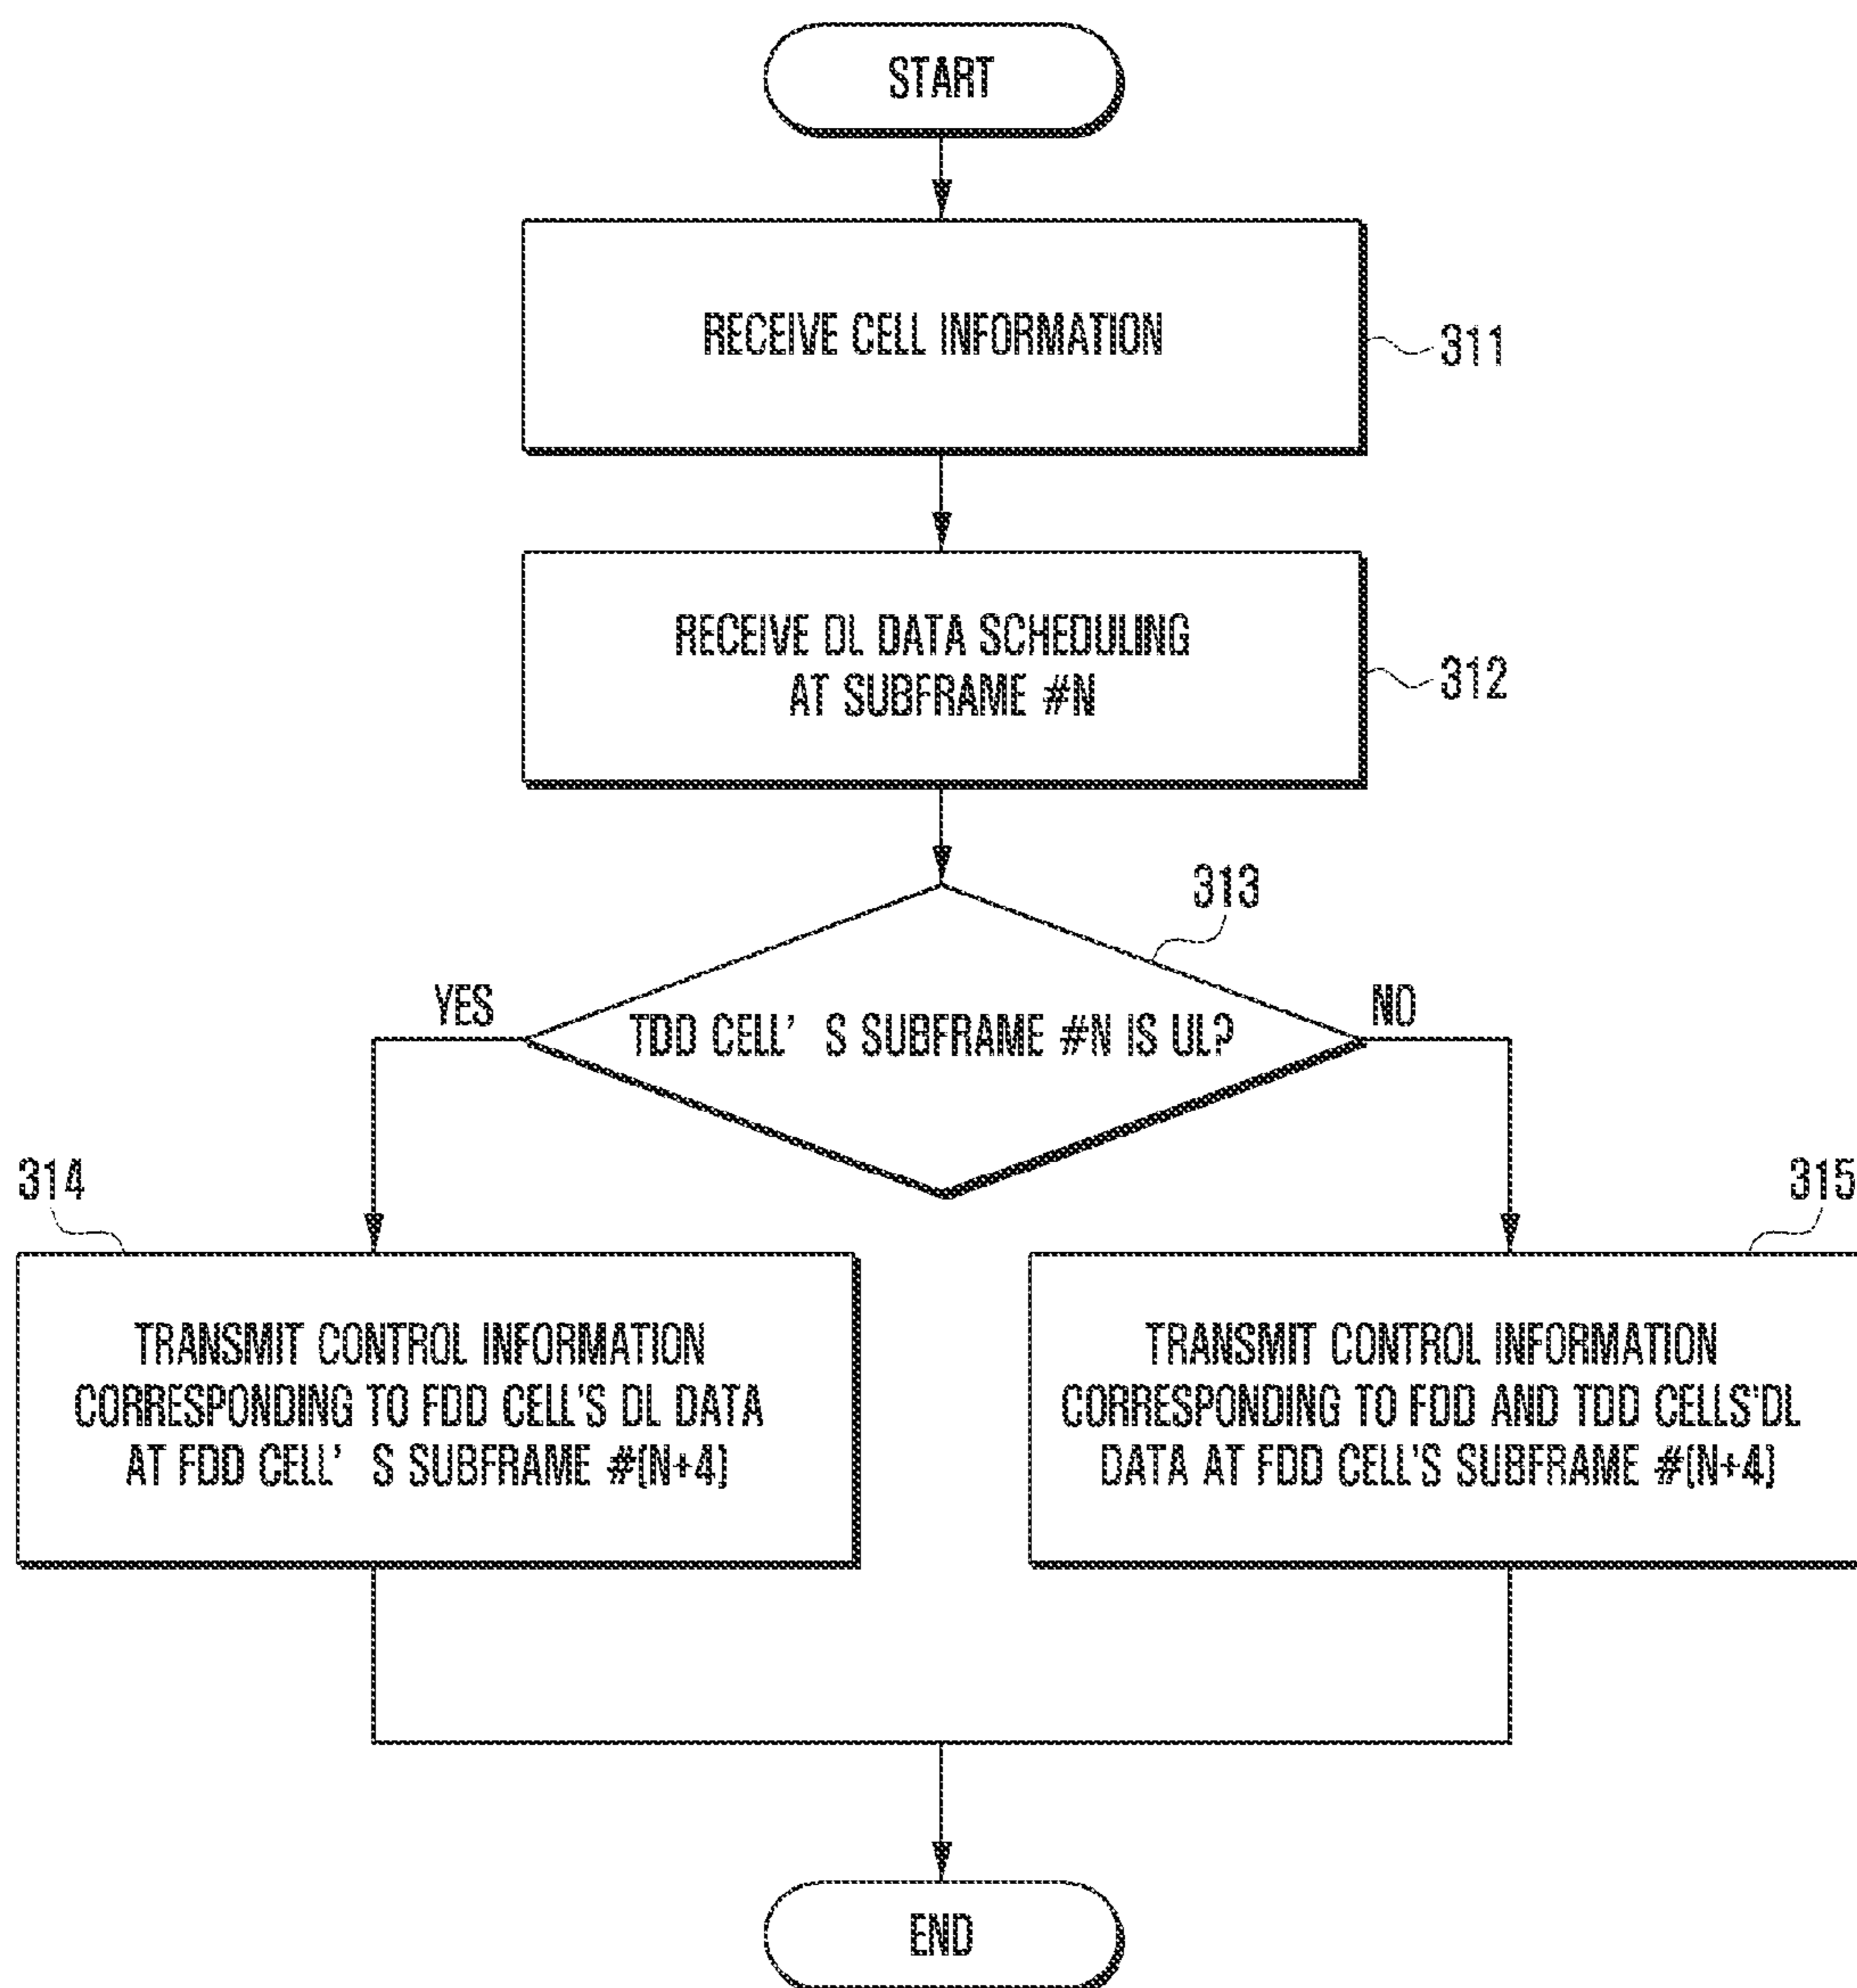 START
RECEIVE CELL INFORMATION
311
RECEIVE DL DATA SCHEDULING
AT SUBFRAME #N
312
313
YES
TDD CELL' S SUBFRAME #N IS UL?
NO
314
315
TRANSMIT CONTROL INFORMATION
CORRESPONDING TO FDD CELL'S DL DATA
AT FDD CELL' S SUBFRAME #(N+4)
TRANSMIT CONTROL INFORMATION
CORRESPONDING TO FDD AND TDD CELLS'DL
DATA AT FDD CELL'S SUBFRAME #(N+4)
END